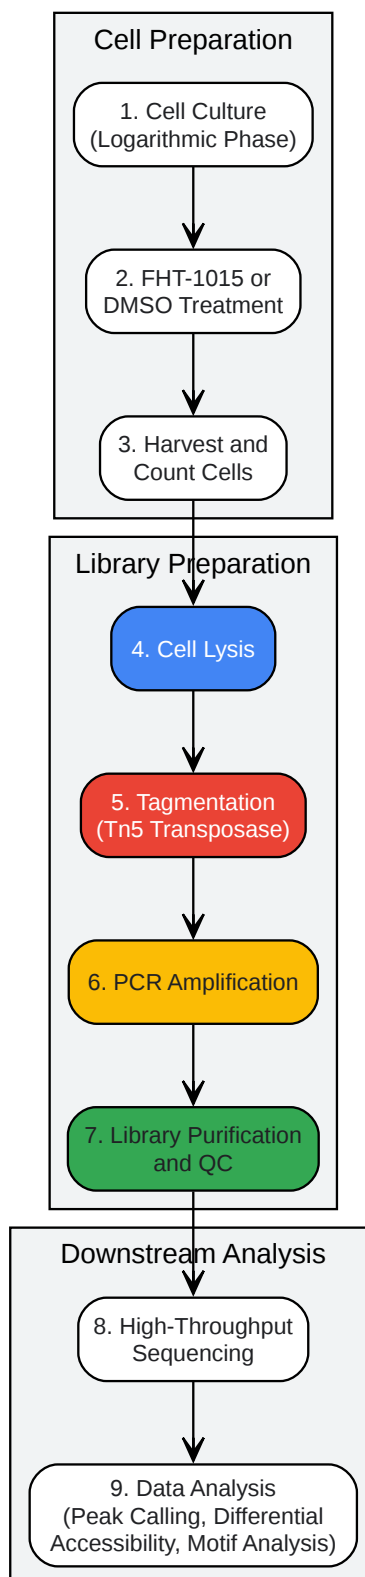 Cell Preparation
1. Cell Culture
(Logarithmic Phase)
2. FHT-1015 or
DMSO Treatment
3. Harvest and
Count Cells
Library Preparation
4. Cell Lysis
5. Tagmentation
(Tn5 Transposase)
6. PCR Amplification
7. Library Purification
and QC
Downstream Analysis
8. High-Throughput
Sequencing
9. Data Analysis
(Peak Calling, Differential
Accessibility, Motif Analysis)